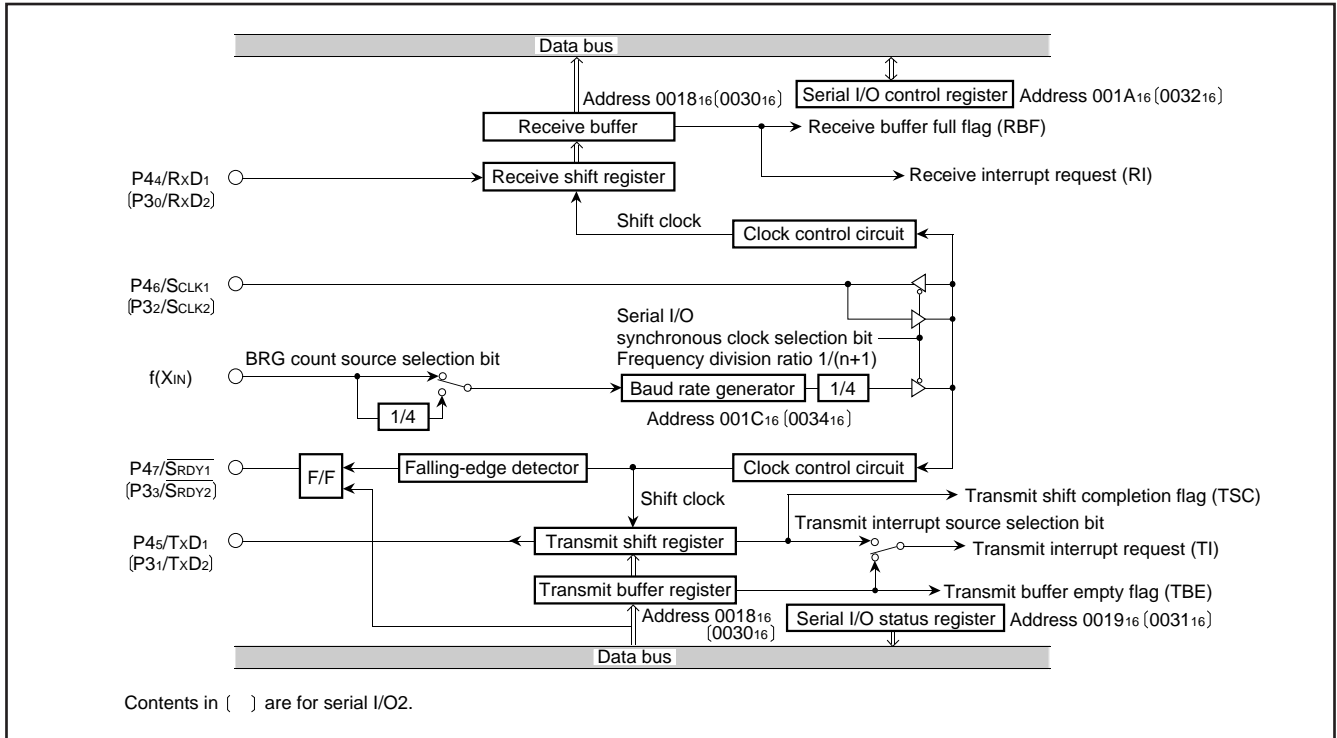 Data bus
Address 001816 (003016)
Serial I/O control register
Address 001A16 (003216)
Receive buffer
Receive buffer full flag (RBF)
P44/RXD1
(P30/RXD2)
Receive shift register
Receive interrupt request (RI)
Shift clock
Clock control circuit
P46/SCLK1
(P32/SCLK2)
Serial I/O
synchronous clock selection bit
BRG count source selection bit
Frequency division ratio 1/(n+1)
f(XIN)
Baud rate generator
1/4
1/4
Address 001C16 (003416)
P47/SRDY1
(P33/SRDY2)
F/F
Falling-edge detector
Clock control circuit
Shift clock
Transmit shift completion flag (TSC)
Transmit interrupt source selection bit
P45/TXD1
(P31/TXD2)
Transmit shift register
Transmit interrupt request (TI)
Transmit buffer register
Transmit buffer empty flag (TBE)
Address 001816
(003016)
Serial I/O status register
Address 001916 (003116)
Data bus
Contents in ( ) are for serial I/O2.